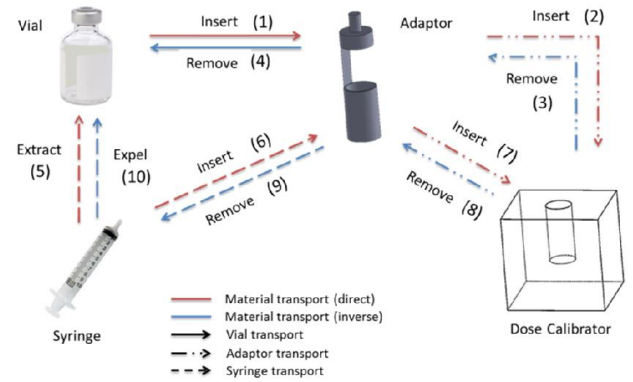 Vial
Insert (1)
Remove (4)
Adaptor
Insert (2)
Remove
(3)
Extract
(5)
Expel
(10)
Insert (6)
Remove (9)
Insert (7)
Remove (8)
Syringe
Dose Calibrator
Material transport (direct)
Material transport (inverse)
Vial transport
Adaptor transport
Syringe transport